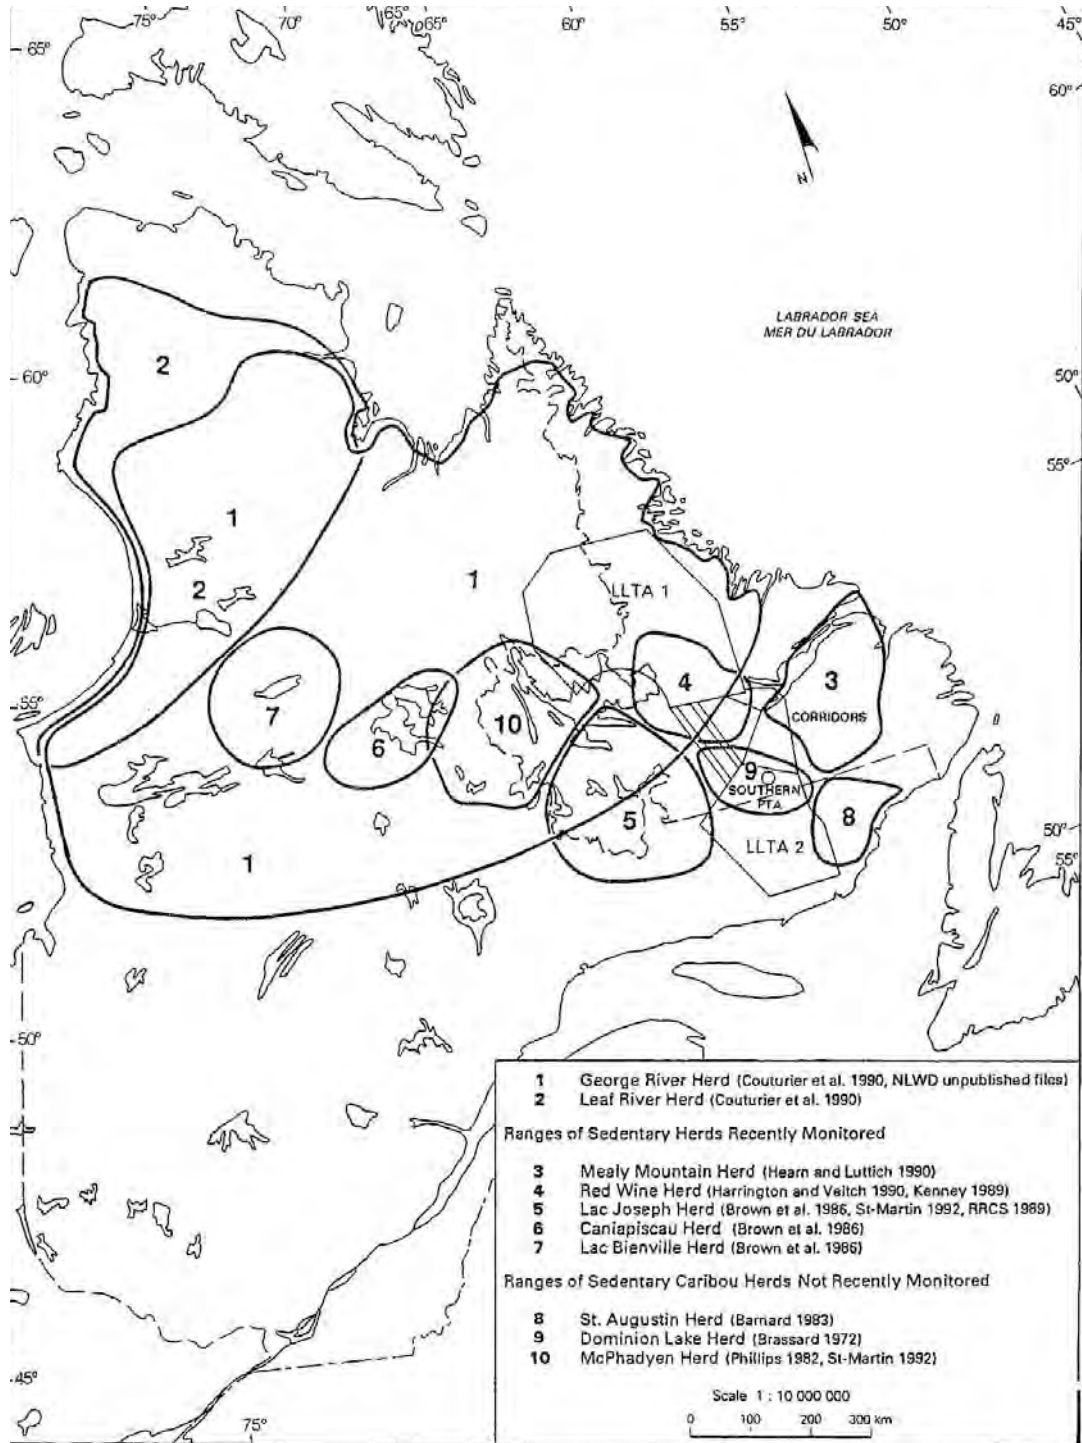 75° 70° 65° 65° 60° 55° 50° 45°
65°
60°
LABRADOR SEA
MER DU LABRADOR
2
60°
50°
55°
1
2
1
LLTA 1
4
3
55°
7
10
CORRIDORS
6
9
SOUTHERN
PTA
5
8
50°
LLTA 2
55°
1
50°
1 George River Herd (Couturier et al. 1990, NLWD unpublished files)
2 Leaf River Herd (Couturier et al. 1990)
Ranges of Sedentary Herds Recently Monitored
3 Mealy Mountain Herd (Hearn and Luttich 1990)
4 Red Wine Herd (Harrington and Veitch 1990, Kenney 1989)
5 Lac Joseph Herd (Brown et al. 1986, St-Martin 1992, RRCS 1989)
6 Caniapiscau Herd (Brown et al. 1986)
7 Lac Bienville Herd (Brown et al. 1986)
Ranges of Sedentary Caribou Herds Not Recently Monitored
8 St. Augustin Herd (Barnard 1983)
9 Dominion Lake Herd (Brassard 1972)
10 McPhadyen Herd (Phillips 1982, St-Martin 1992)
45°
Scale 1 : 10 000 000
0 100 200 300 km
75°
N